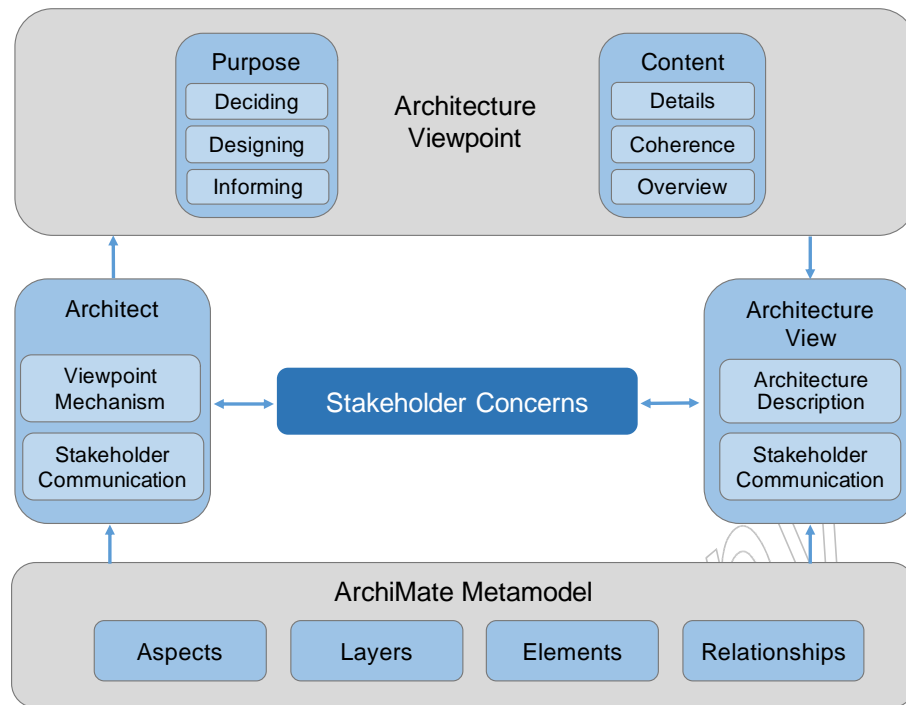 Purpose
Deciding
Designing
Informing
Architecture
Viewpoint
Content
Details
Coherence
Overview
Architect
Viewpoint
Mechanism
Stakeholder
Communication
Stakeholder Concerns
Architecture
View
Architecture
Description
Stakeholder
Communication
ArchiMate Metamodel
Aspects
Layers
Elements
Relationships